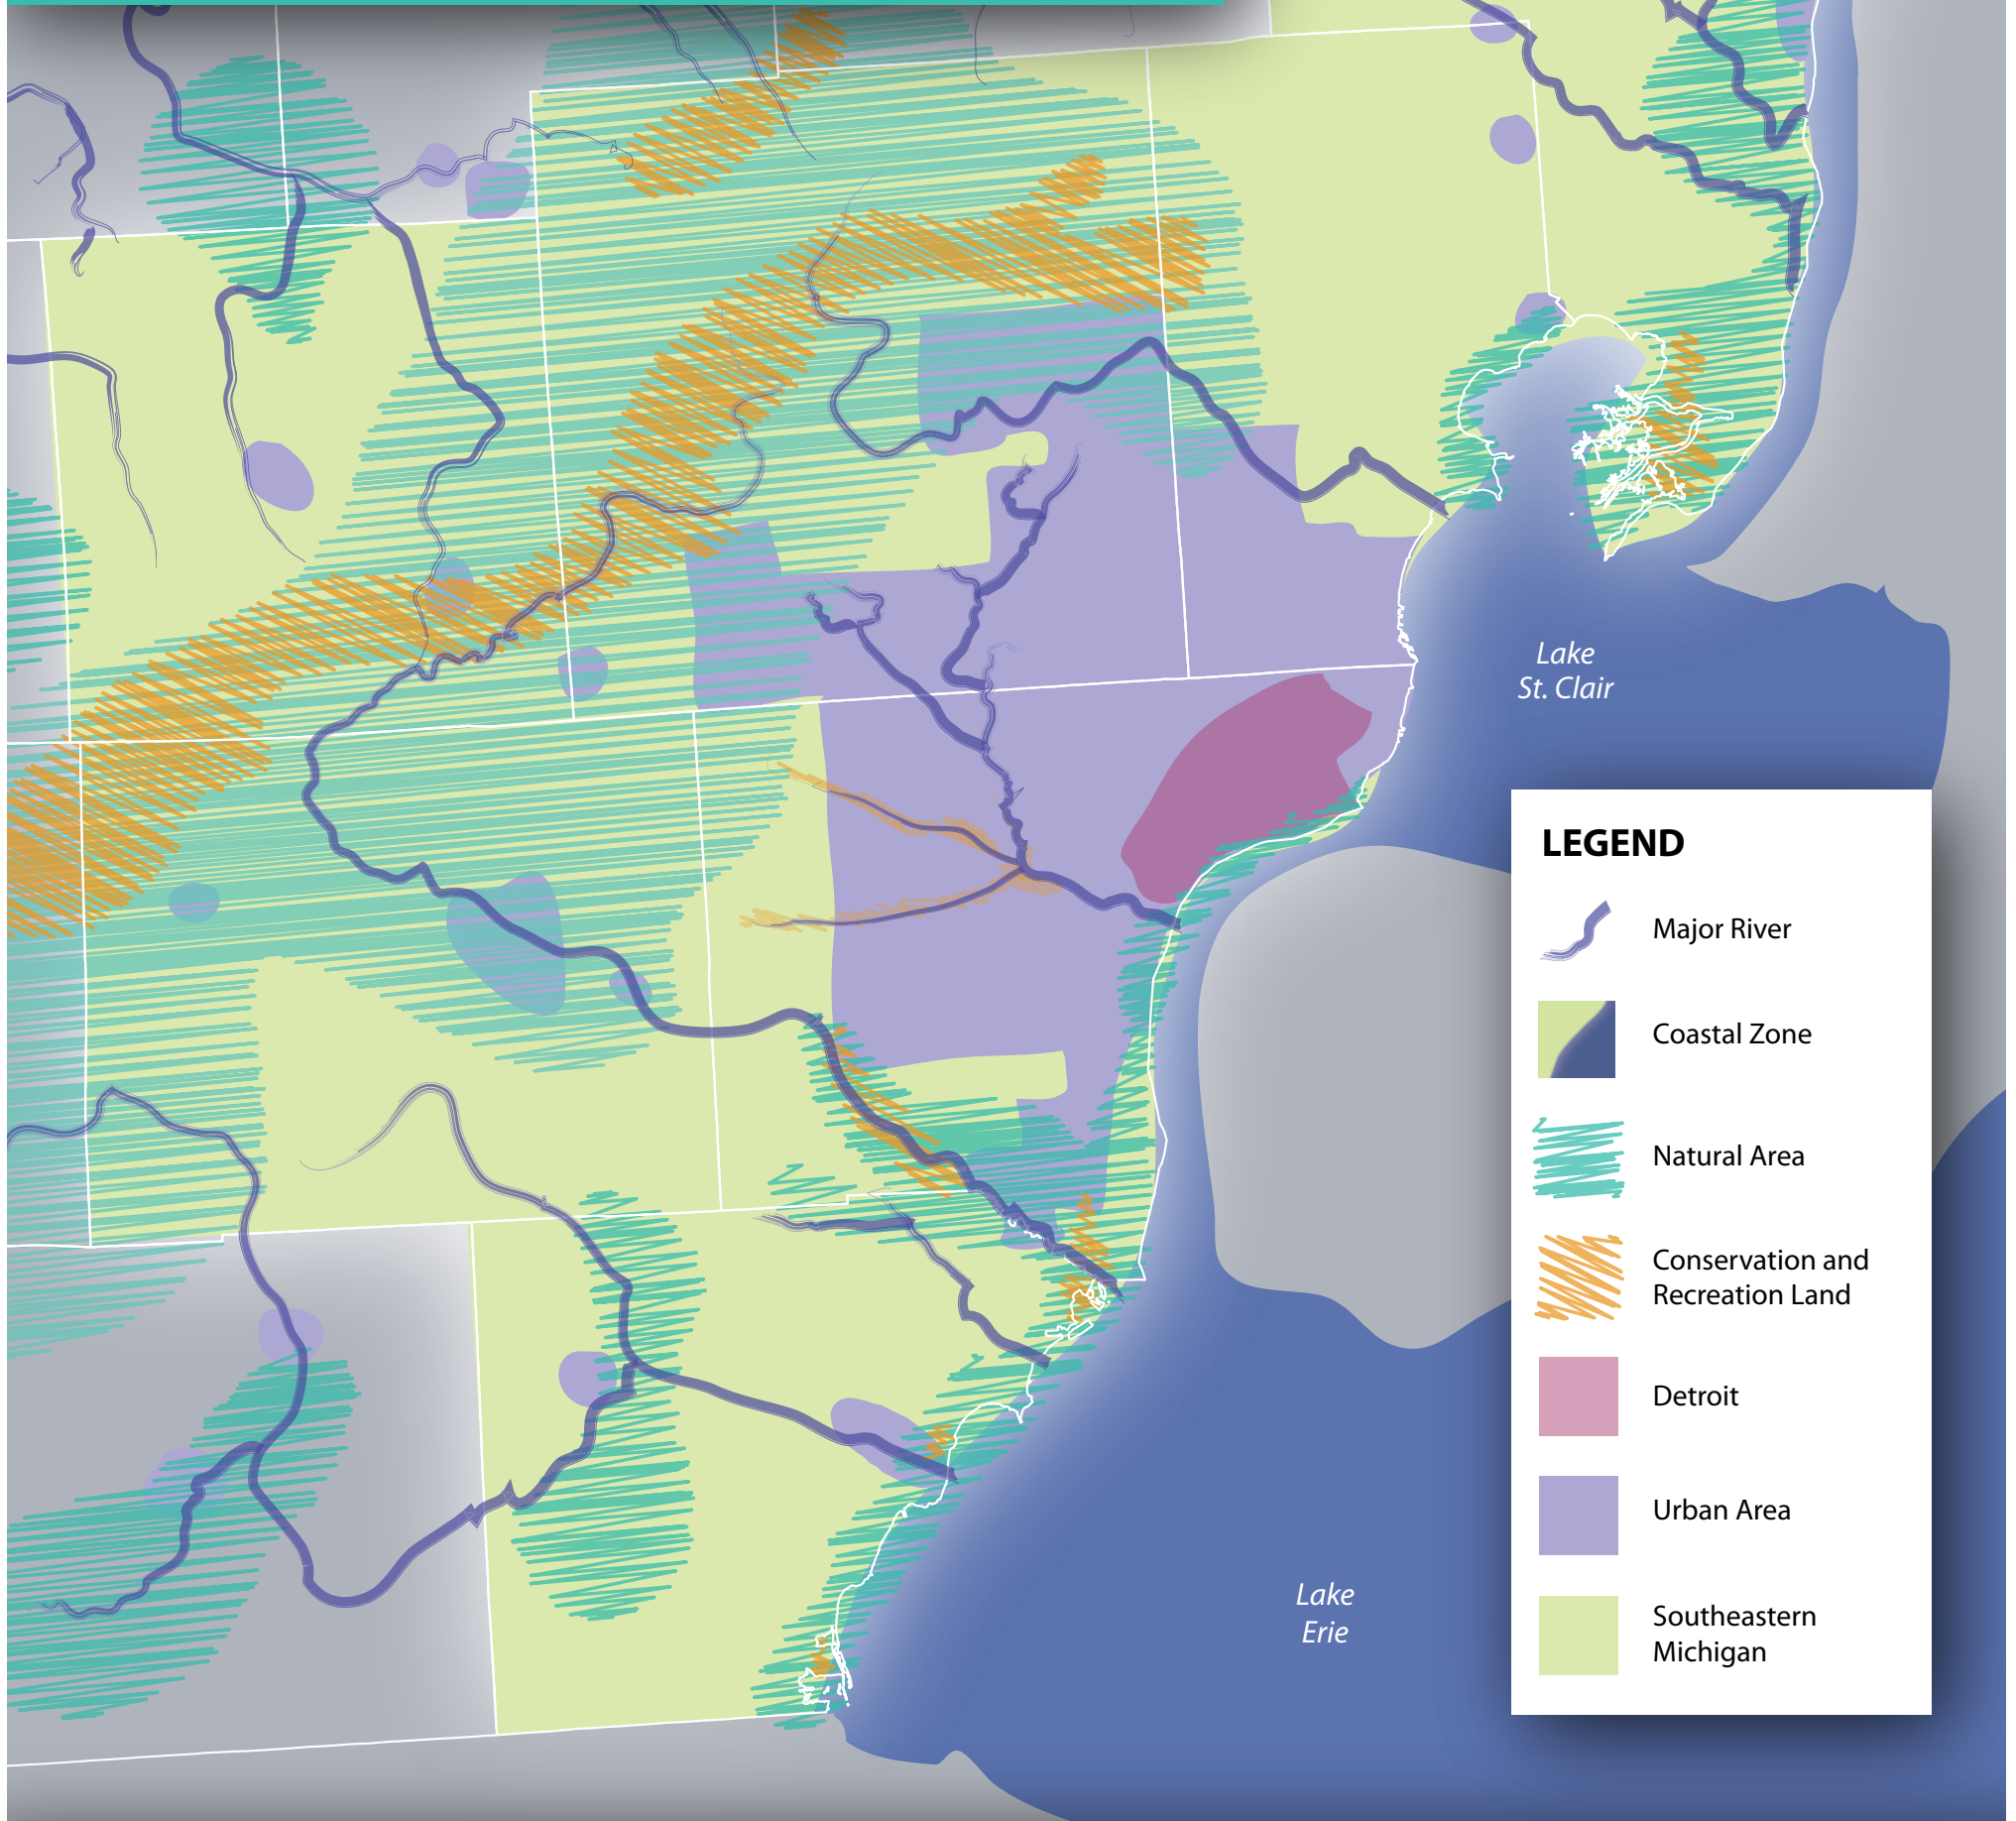 Lake
St. Clair
LEGEND
Major River
Coastal Zone
Natural Area
Conservation and
Recreation Land
Detroit
Urban Area
Southeastern
Michigan
Lake
Erie